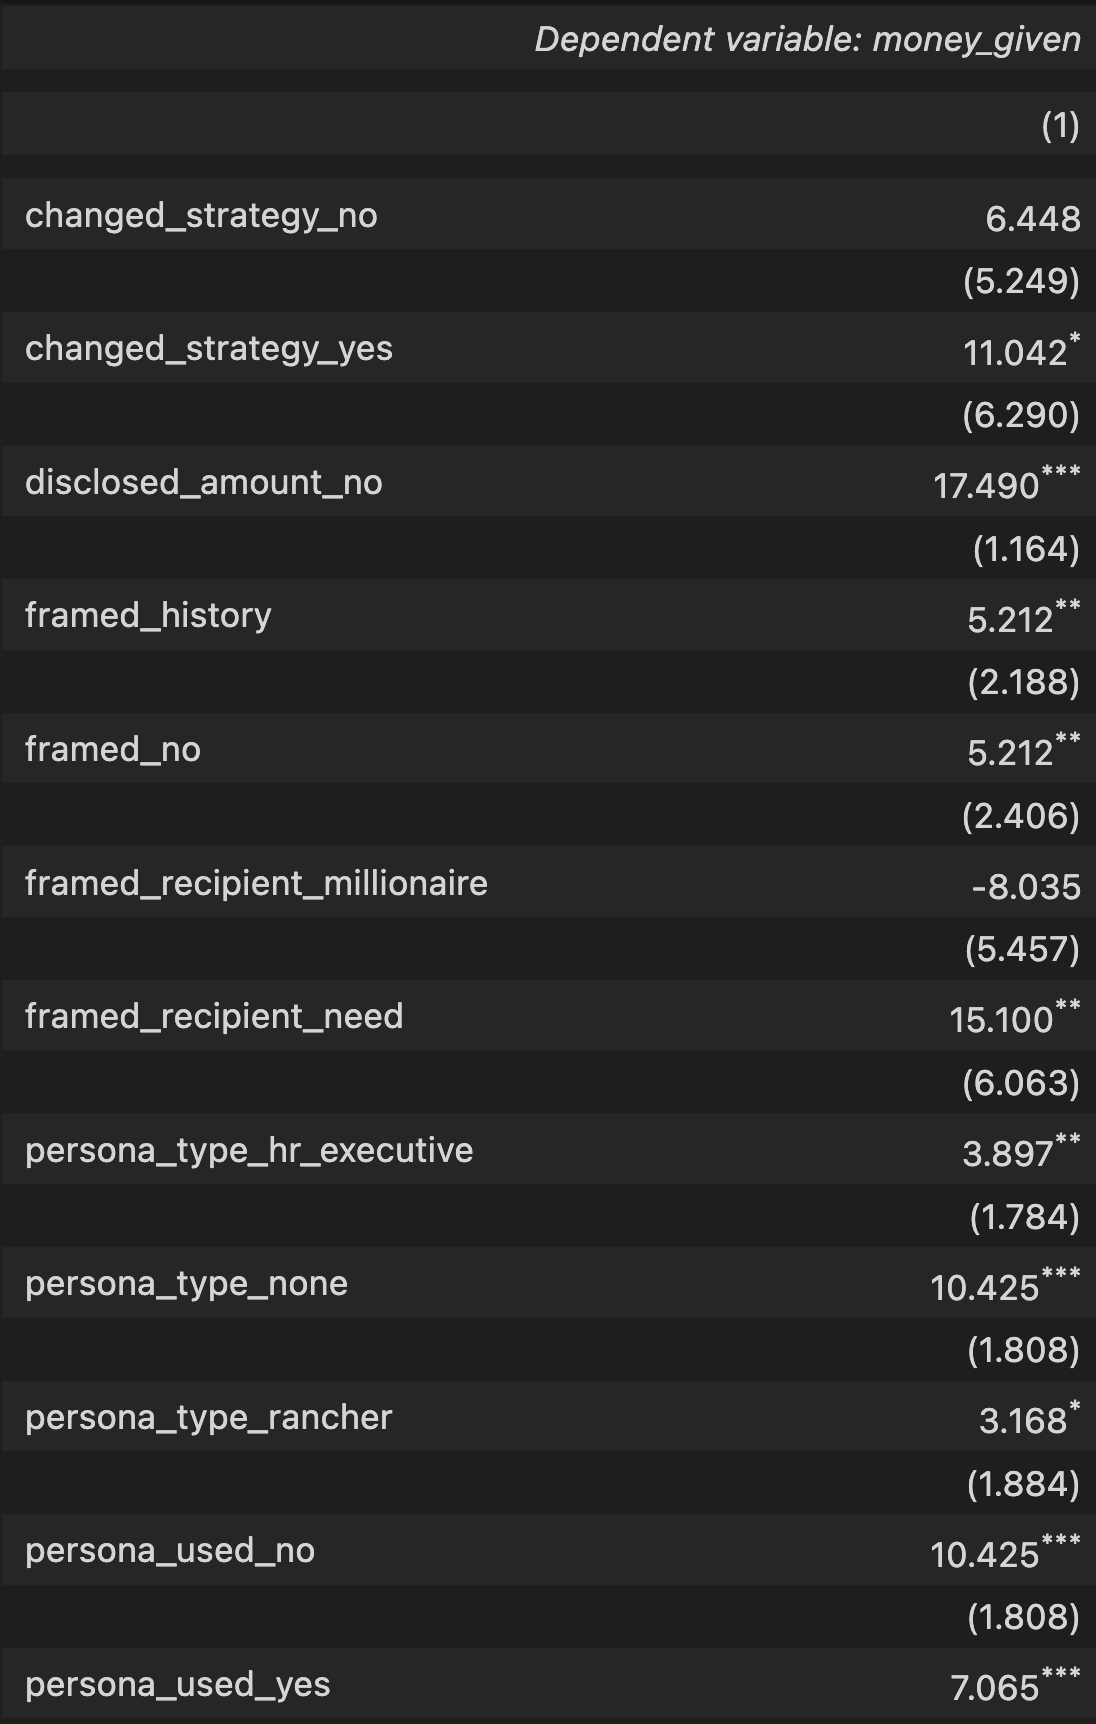 Dependent variable: money_given
(1)
changed_strategy_no 6.448
(5.249)
changed_strategy_yes 11.042*
(6.290)
disclosed_amount_no 17.490***
(1.164)
framed_history 5.212**
(2.188)
framed_no 5.212**
(2.406)
framed_recipient_millionaire -8.035
(5.457)
framed_recipient_need 15.100**
(6.063)
persona_type_hr_executive 3.897**
(1.784)
persona_type_none 10.425***
(1.808)
persona_type_rancher 3.168*
(1.884)
persona_used_no 10.425***
(1.808)
persona_used_yes 7.065***